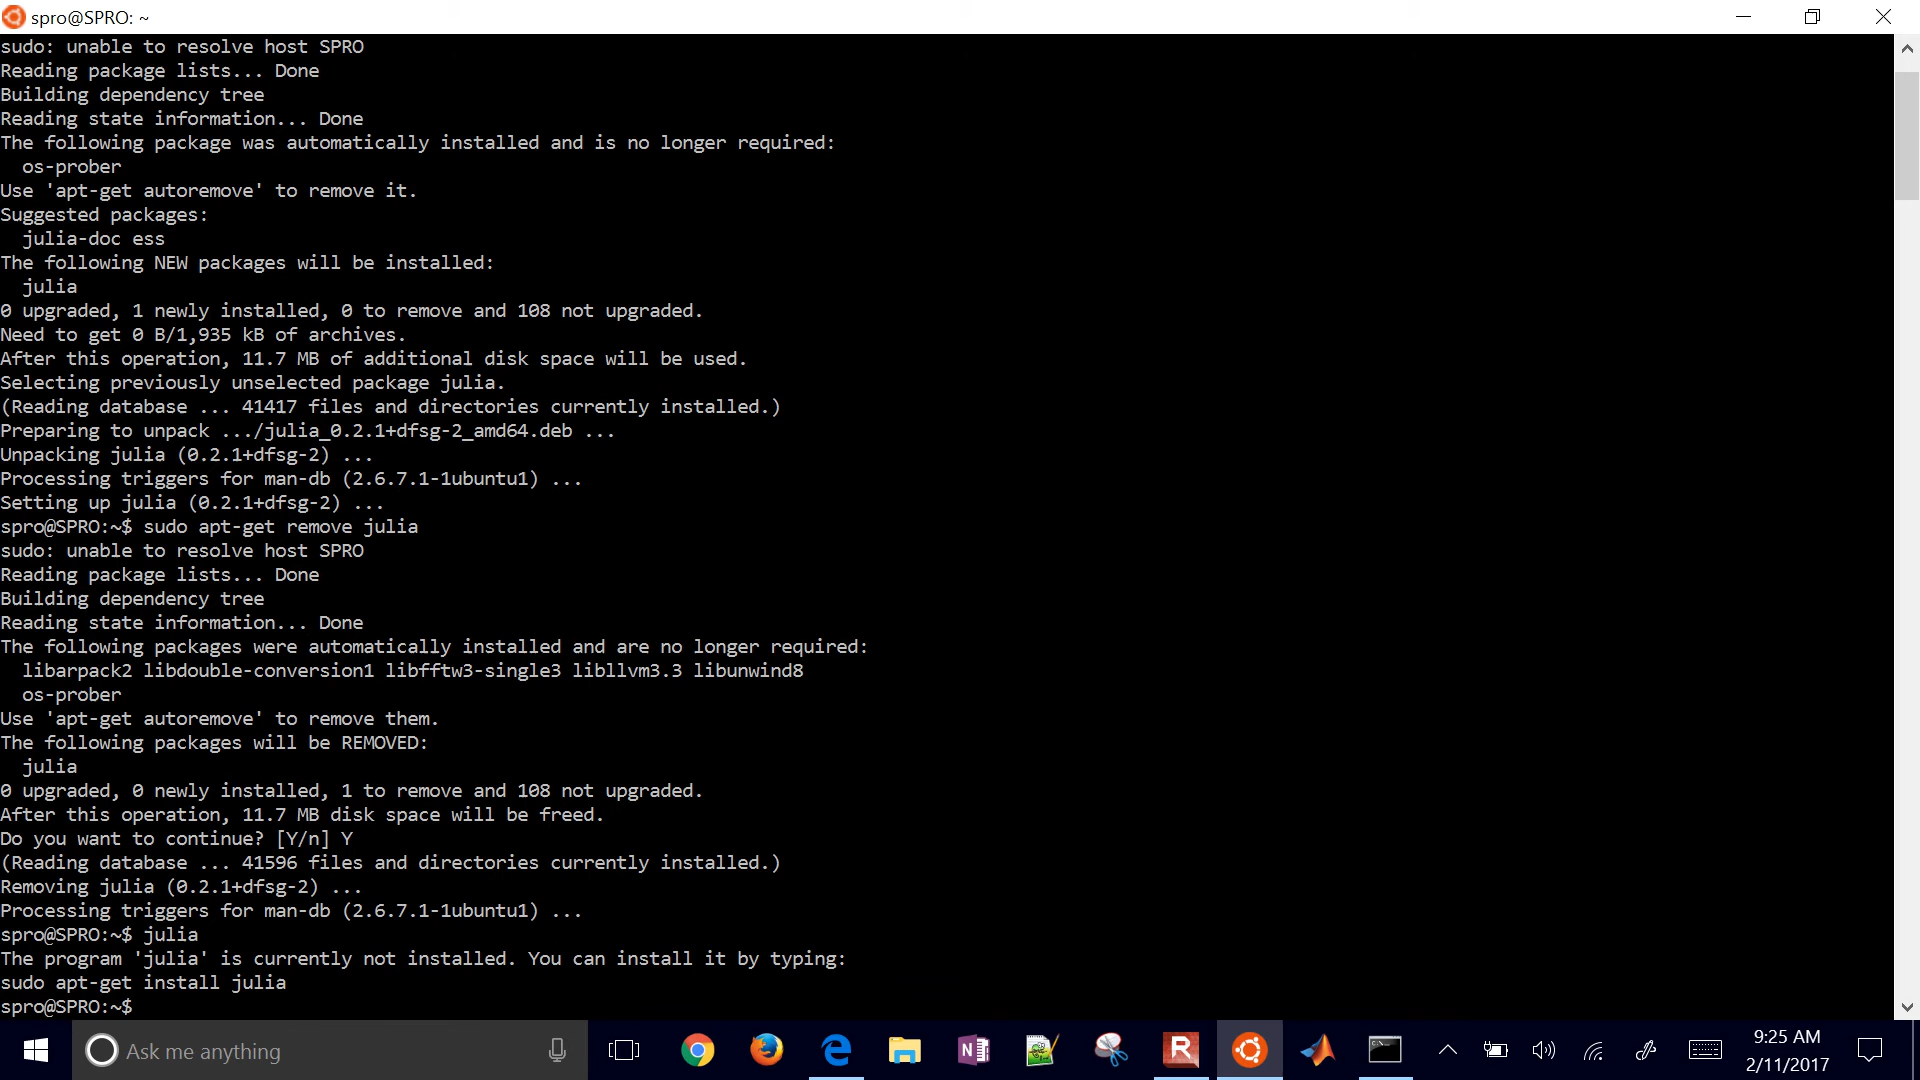 spro@SPRO: ~
sudo: unable to resolve host SPRO
Reading package lists... Done
Building dependency tree
Reading state information... Done
The following package was automatically installed and is no longer required:
  os-prober
Use 'apt-get autoremove' to remove it.
Suggested packages:
  julia-doc ess
The following NEW packages will be installed:
  julia
0 upgraded, 1 newly installed, 0 to remove and 108 not upgraded.
Need to get 0 B/1,935 kB of archives.
After this operation, 11.7 MB of additional disk space will be used.
Selecting previously unselected package julia.
(Reading database ... 41417 files and directories currently installed.)
Preparing to unpack .../julia_0.2.1+dfsg-2_amd64.deb ...
Unpacking julia (0.2.1+dfsg-2) ...
Processing triggers for man-db (2.6.7.1-1ubuntu1) ...
Setting up julia (0.2.1+dfsg-2) ...
spro@SPRO:~$ sudo apt-get remove julia
sudo: unable to resolve host SPRO
Reading package lists... Done
Building dependency tree
Reading state information... Done
The following packages were automatically installed and are no longer required:
  libarpack2 libdouble-conversion1 libfftw3-single3 libllvm3.3 libunwind8
  os-prober
Use 'apt-get autoremove' to remove them.
The following packages will be REMOVED:
  julia
0 upgraded, 0 newly installed, 1 to remove and 108 not upgraded.
After this operation, 11.7 MB disk space will be freed.
Do you want to continue? [Y/n] Y
(Reading database ... 41596 files and directories currently installed.)
Removing julia (0.2.1+dfsg-2) ...
Processing triggers for man-db (2.6.7.1-1ubuntu1) ...
spro@SPRO:~$ julia
The program 'julia' is currently not installed. You can install it by typing:
sudo apt-get install julia
spro@SPRO:~$
Ask me anything
N
R
9:25 AM
2/11/2017